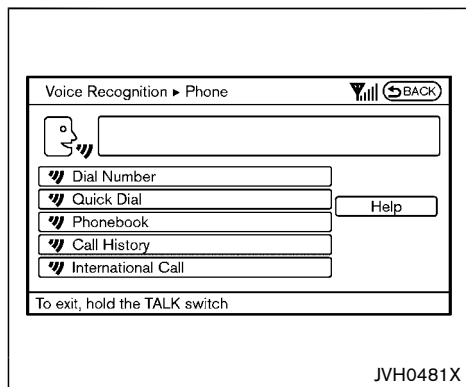 Voice Recognition ▸ Phone
BACK
Dial Number
Quick Dial
Help
Phonebook
Call History
International Call
To exit, hold the TALK switch
JVH0481X